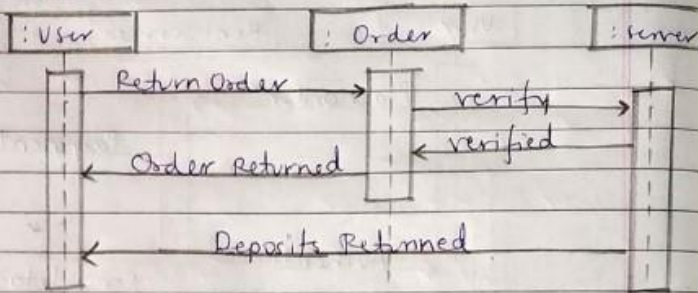 : User
: Order
: server
Return Order
verify
verified
Order Returned
Deposits Returned